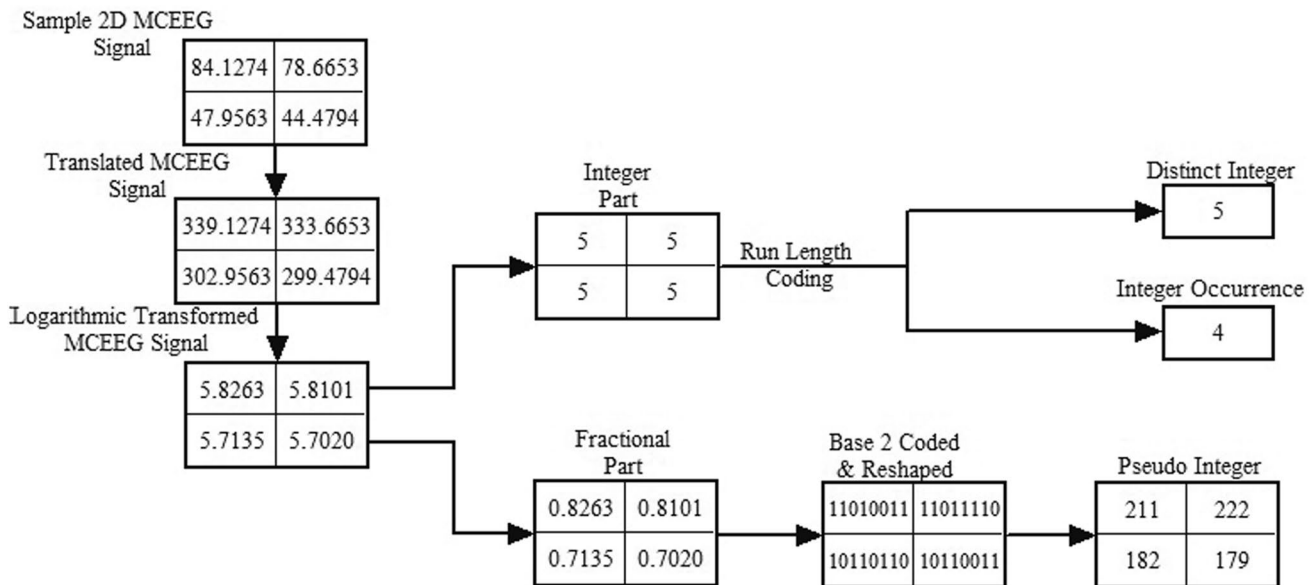 Sample 2D MCEEG
Signal
84.1274 78.6653
47.9563 44.4794
Translated MCEEG
Signal
339.1274 333.6653
302.9563 299.4794
Logarithmic Transformed
MCEEG Signal
5.8263 5.8101
5.7135 5.7020
Integer
Part
5 5
5 5
Run Length
Coding
Distinct Integer
5
Integer Occurrence
4
Fractional
Part
0.8263 0.8101
0.7135 0.7020
Base 2 Coded
& Reshaped
11010011 11011110
10110110 10110011
Pseudo Integer
211 222
182 179